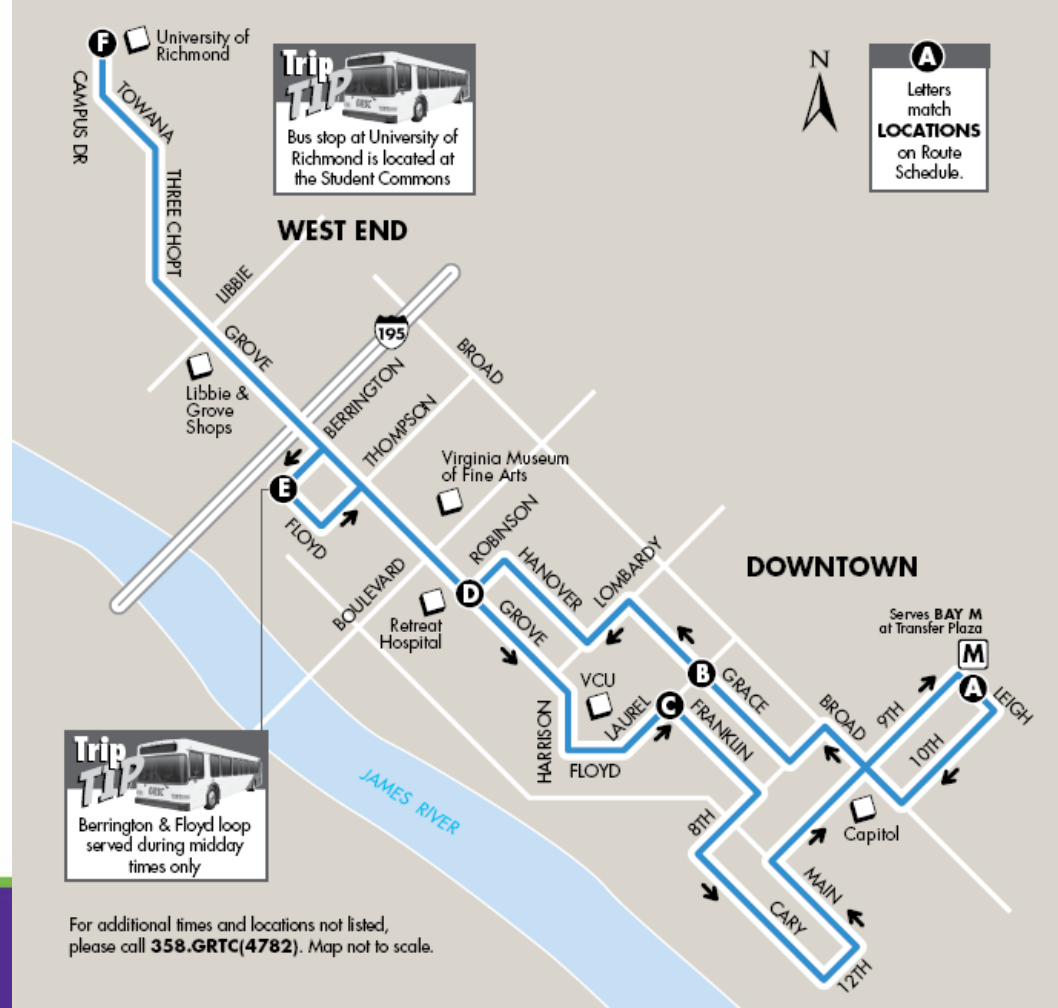 F
University of
Richmond
CAMPUS DR
TOWANA
THREE CHOPT
Trip
TIP
GRTC
Bus stop at University of
Richmond is located at
the Student Commons
N
A
Letters
match
LOCATIONS
on Route
Schedule.
WEST END
LIBBIE
GROVE
195
BROAD
Libbie &
Grove
Shops
BERRINGTON
THOMPSON
Virginia Museum
of Fine Arts
E
FLOYD
ROBINSON
HANOVER
LOMBARDY
BOULEVARD
D
Retreat
Hospital
GROVE
DOWNTOWN
Serves BAY M
at Transfer Plaza
M
A
LEIGH
VCU
B
GRACE
C
LAUREL
FRANKLIN
BROAD
9TH
10TH
HARRISON
FLOYD
Capitol
8TH
MAIN
CARY
12TH
JAMES RIVER
Trip
TIP
GRTC
Berrington & Floyd loop
served during midday
times only
For additional times and locations not listed,
please call 358.GRTC(4782). Map not to scale.